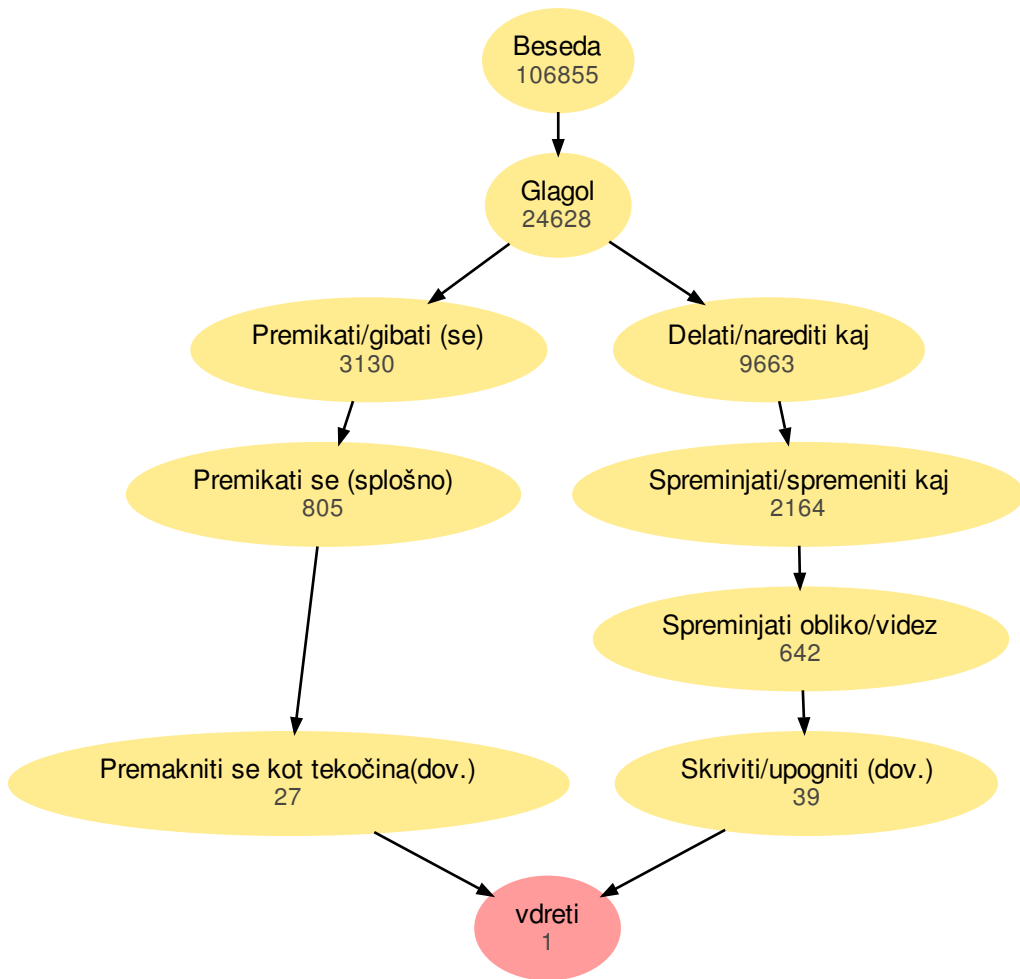 Beseda
106855
Glagol
24628
Premikati/gibati (se)
3130
Delati/narediti kaj
9663
Premikati se (splošno)
805
Spreminjati/spremeniti kaj
2164
Spreminjati obliko/videz
642
Premakniti se kot tekočina(dov.)
27
Skriviti/upogniti (dov.)
39
vdreti
1